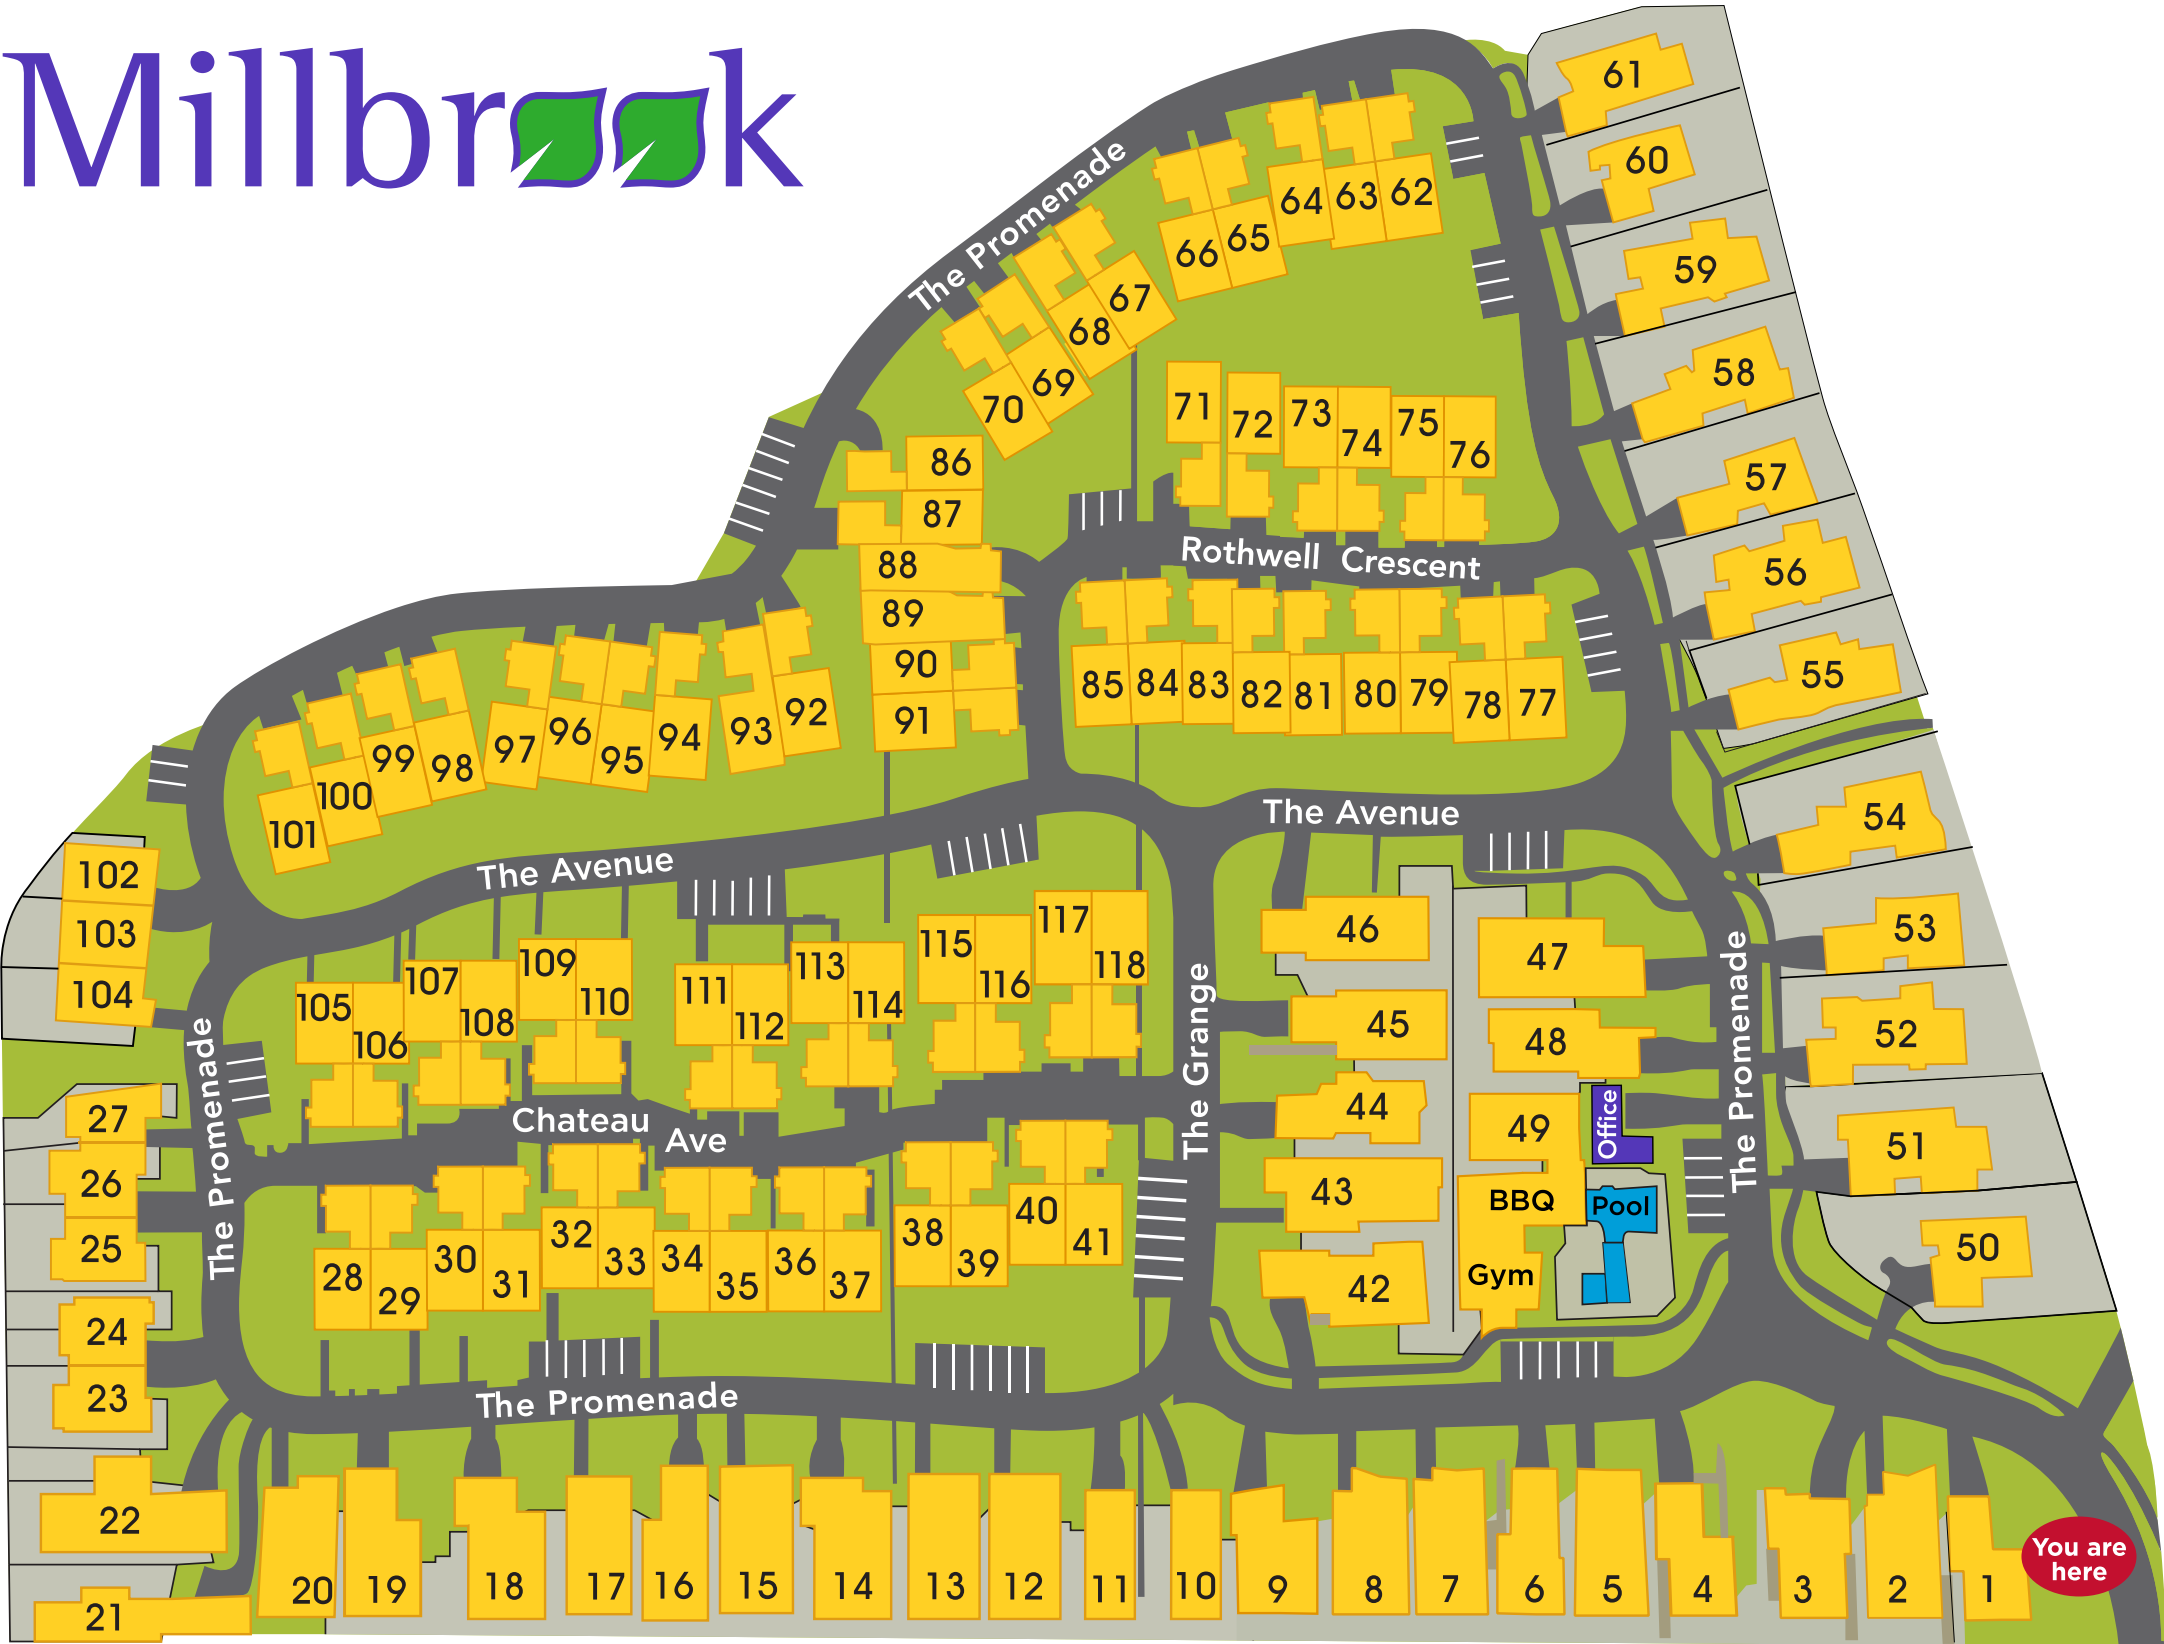 Millbrook
61
60
59
58
57
56
55
54
53
52
51
50
The Promenade
64 63 62
66 65
67
68
69
70
71 72 73 74 75 76
86
87
88
89
90
91
Rothwell Crescent
85 84 83 82 81 80 79 78 77
92
93
94
95
96
97
98
99
100
101
The Avenue
The Avenue
102
103
104
105 106 107 108 109 110 111 112 113 114 115 116 117 118
The Promenade
The Grange
The Promenade
Chateau Ave
46
45
44
43
42
47
48
49
Office
BBQ
Pool
Gym
27
26
25
24
23
22
21
28 29 30 31 32 33 34 35 36 37 38 39 40 41
The Promenade
20 19 18 17 16 15 14 13 12 11 10 9 8 7 6 5 4 3 2 1
You are
here